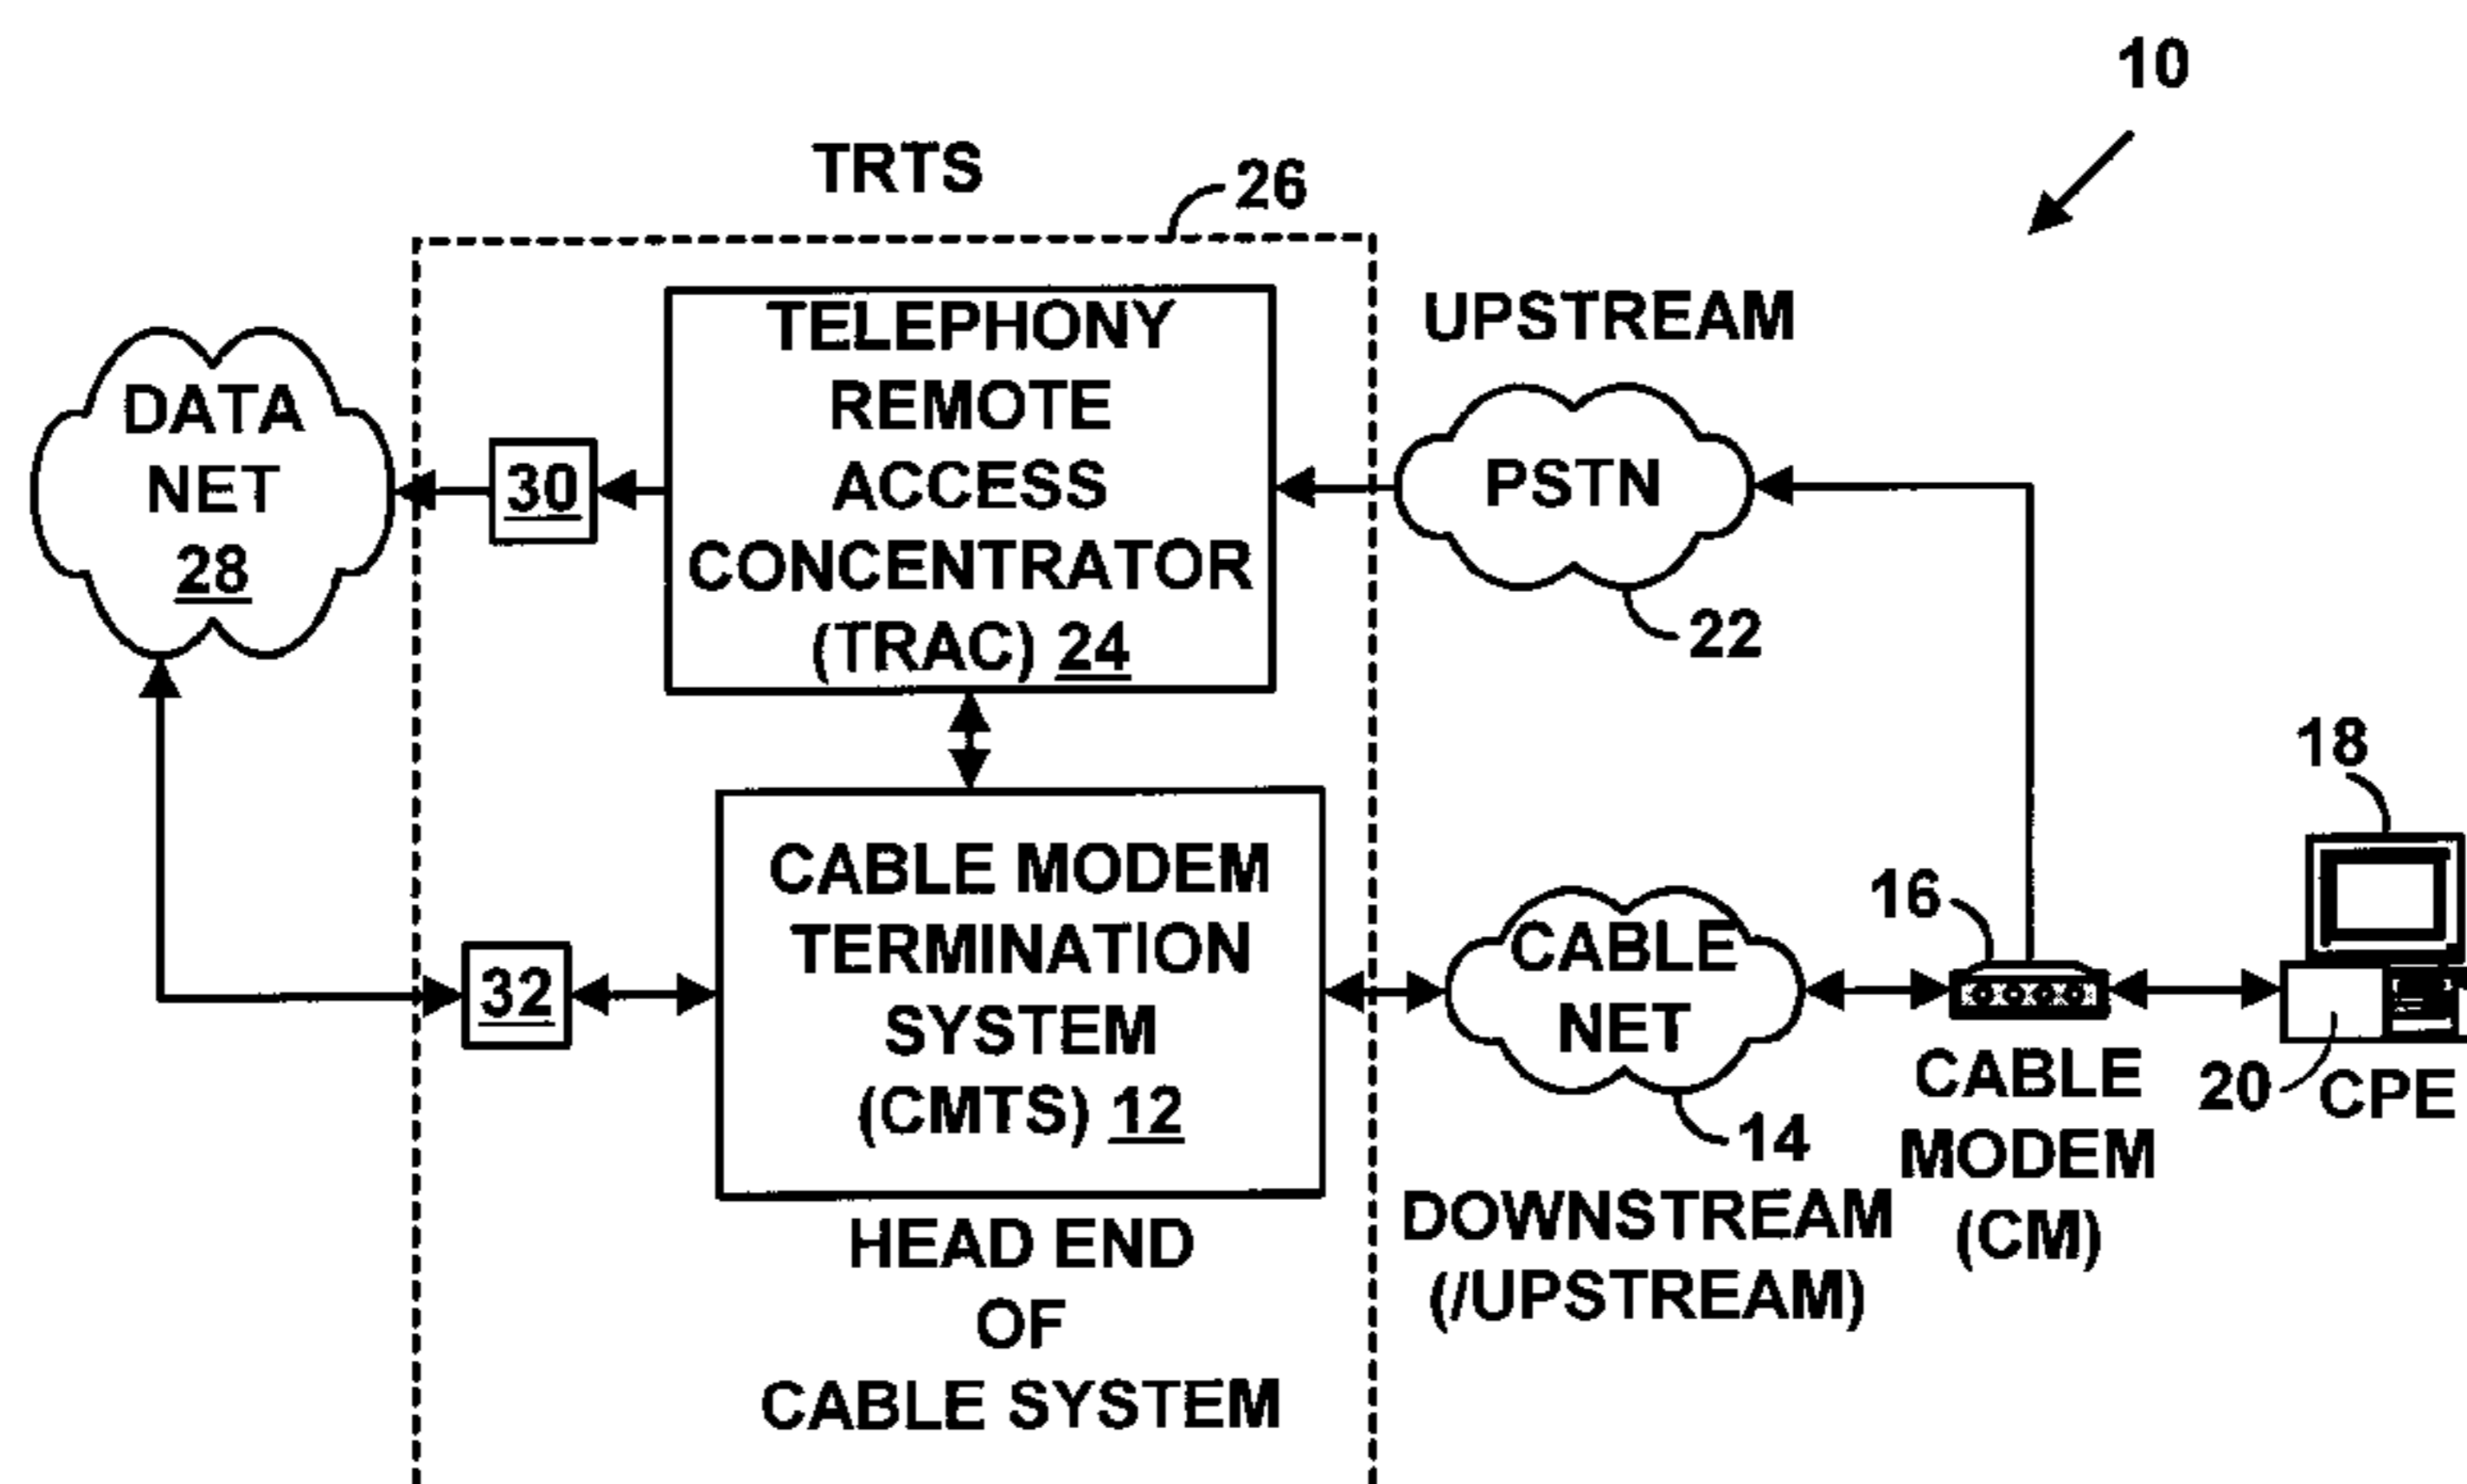 10
TRTS
26
TELEPHONY
REMOTE
ACCESS
CONCENTRATOR
(TRAC) 24
UPSTREAM
DATA
NET
28
30
PSTN
22
18
CABLE MODEM
TERMINATION
SYSTEM
(CMTS) 12
32
CABLE
NET
14
16
20
CPE
CABLE
MODEM
(CM)
DOWNSTREAM
(/UPSTREAM)
HEAD END
OF
CABLE SYSTEM